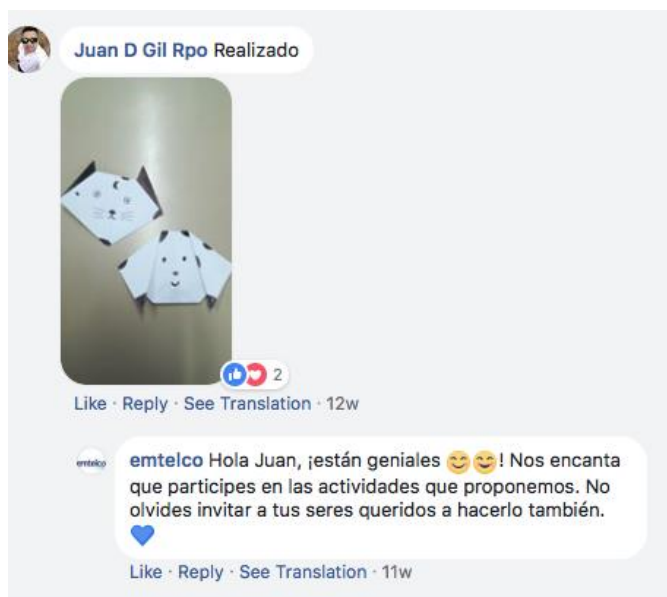 Juan D Gil Rpo Realizado
2
Like · Reply · See Translation · 12w
emtelco
emtelco Hola Juan, ¡están geniales 😊😊! Nos encanta
que participes en las actividades que proponemos. No
olvides invitar a tus seres queridos a hacerlo también.
💙
Like · Reply · See Translation · 11w